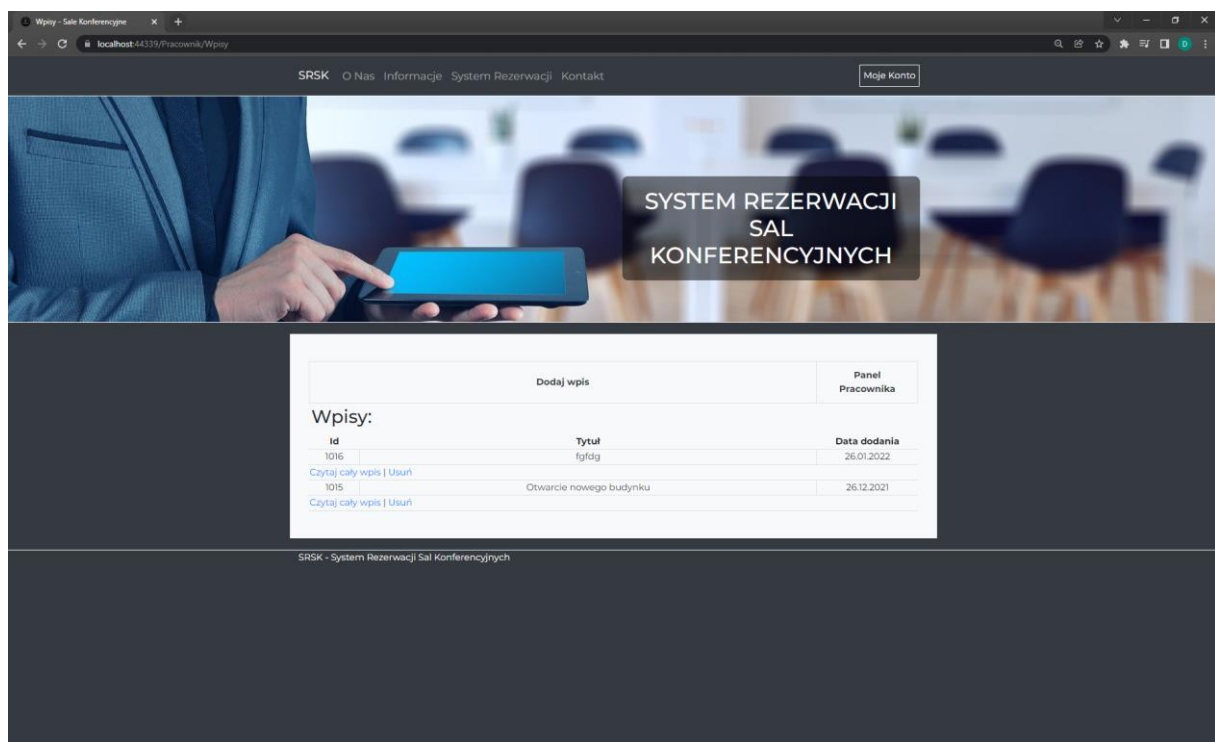 Wpisy - Sale Konferencyjne
localhost:44339/Pracownik/Wpisy
D
SRSK O Nas Informacje System Rezerwacji Kontakt Moje Konto
SYSTEM REZERWACJI
SAL
KONFERENCYJNYCH
Dodaj wpis
Panel
Pracownika
Wpisy:
Id Tytuł Data dodania
1016 fgfdg 26.01.2022
Czytaj cały wpis | Usuń
1015 Otwarcie nowego budynku 26.12.2021
Czytaj cały wpis | Usuń
SRSK - System Rezerwacji Sal Konferencyjnych